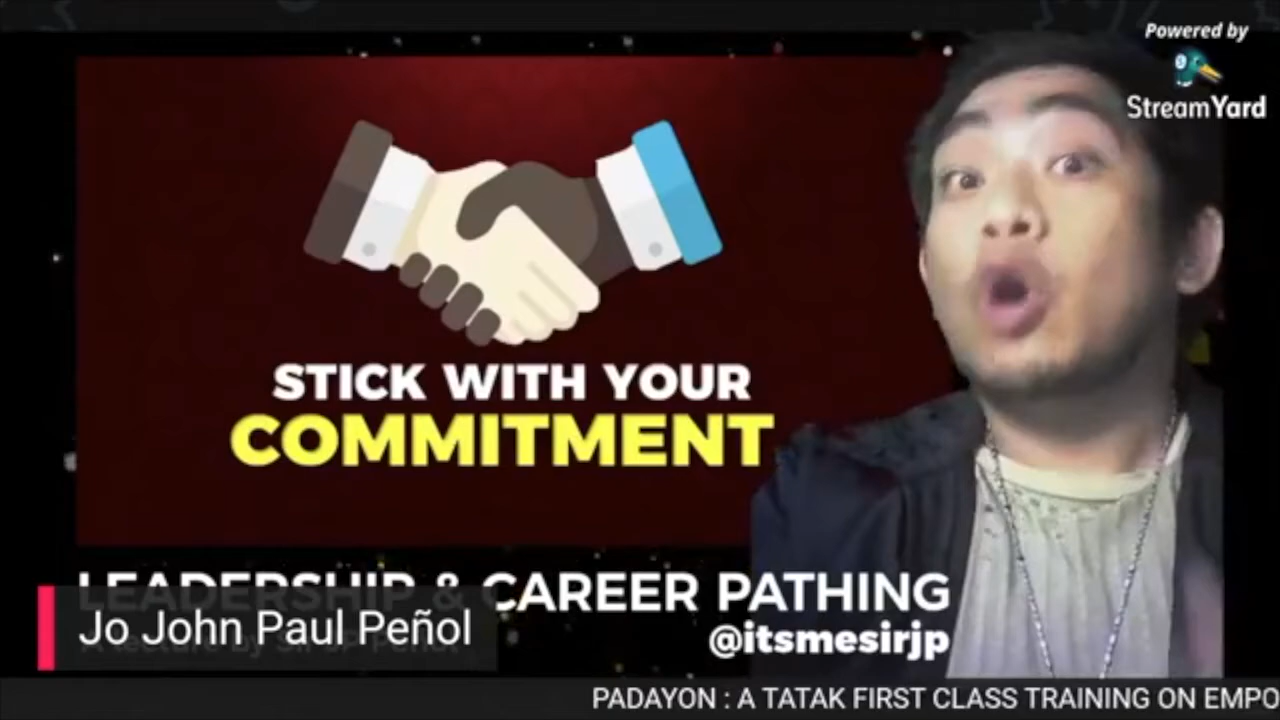 Powered by
StreamYard
STICK WITH YOUR
COMMITMENT
LEADERSHIP & CAREER PATHING
Jo John Paul Peñol
@itsmesirjp
PADAYON : A TATAK FIRST CLASS TRAINING ON EMPO